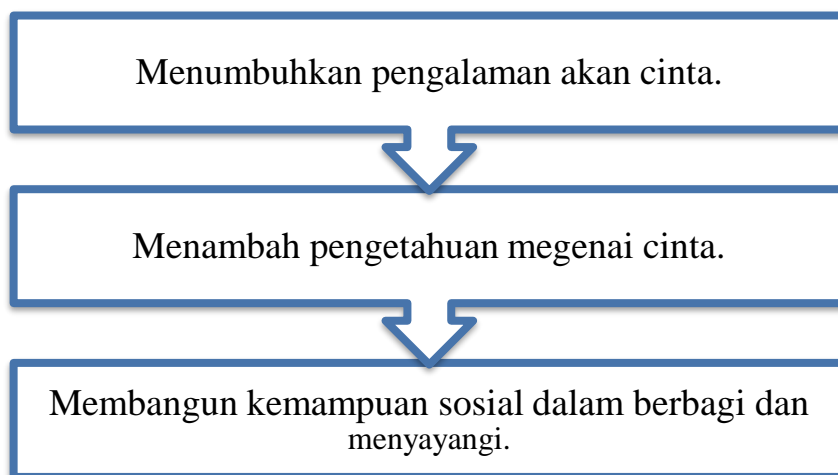 Menumbuhkan pengalaman akan cinta.
Menambah pengetahuan megenai cinta.
Membangun kemampuan sosial dalam berbagi dan
menyayangi.